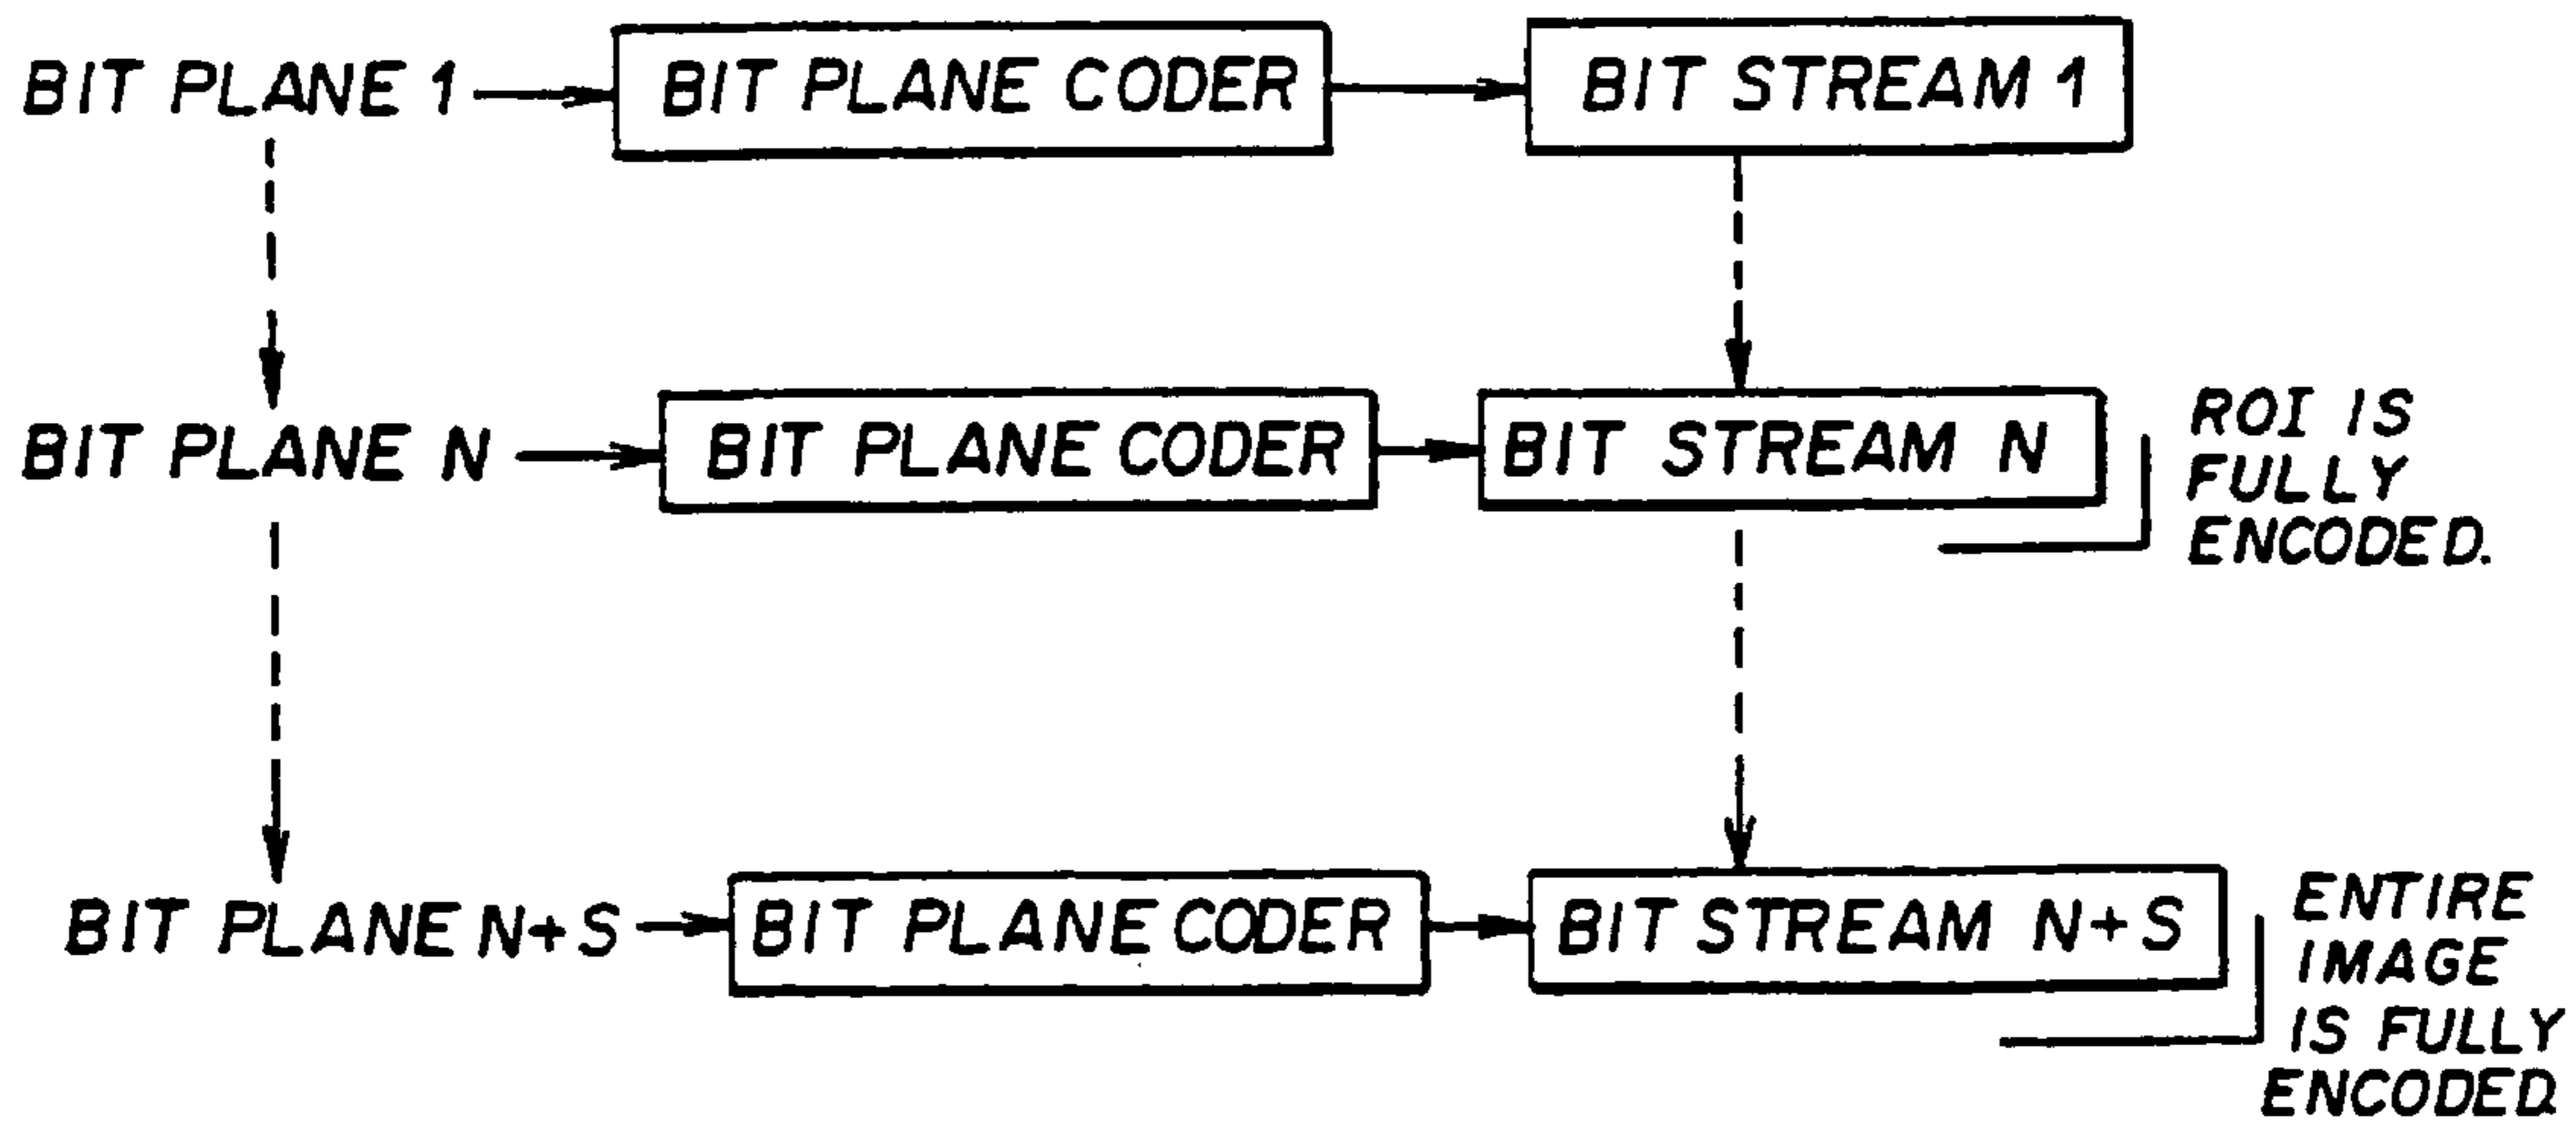 BIT PLANE 1
BIT PLANE CODER
BIT STREAM 1
BIT PLANE N
BIT PLANE CODER
BIT STREAM N
ROI IS
FULLY
ENCODED.
BIT PLANE N+S
BIT PLANE CODER
BIT STREAM N+S
ENTIRE
IMAGE
IS FULLY
ENCODED.